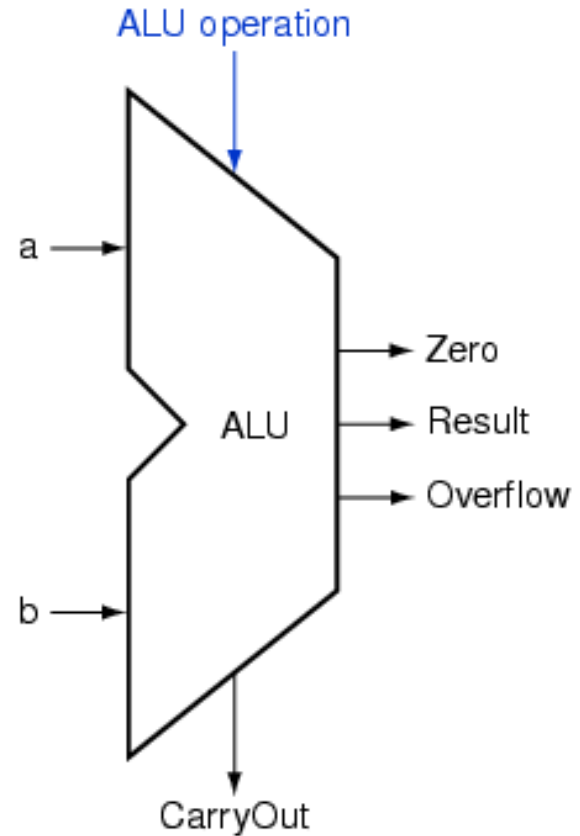 ALU operation
a
Zero
ALU
Result
Overflow
b
CarryOut